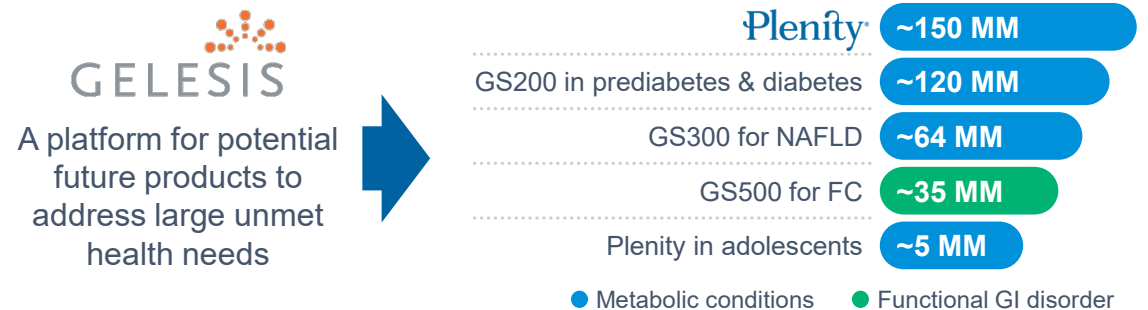 GELESIS
A platform for potential
future products to
address large unmet
health needs
Plenity® ~150 MM
GS200 in prediabetes & diabetes ~120 MM
GS300 for NAFLD ~64 MM
GS500 for FC ~35 MM
Plenity in adolescents ~5 MM
Metabolic conditions Functional GI disorder